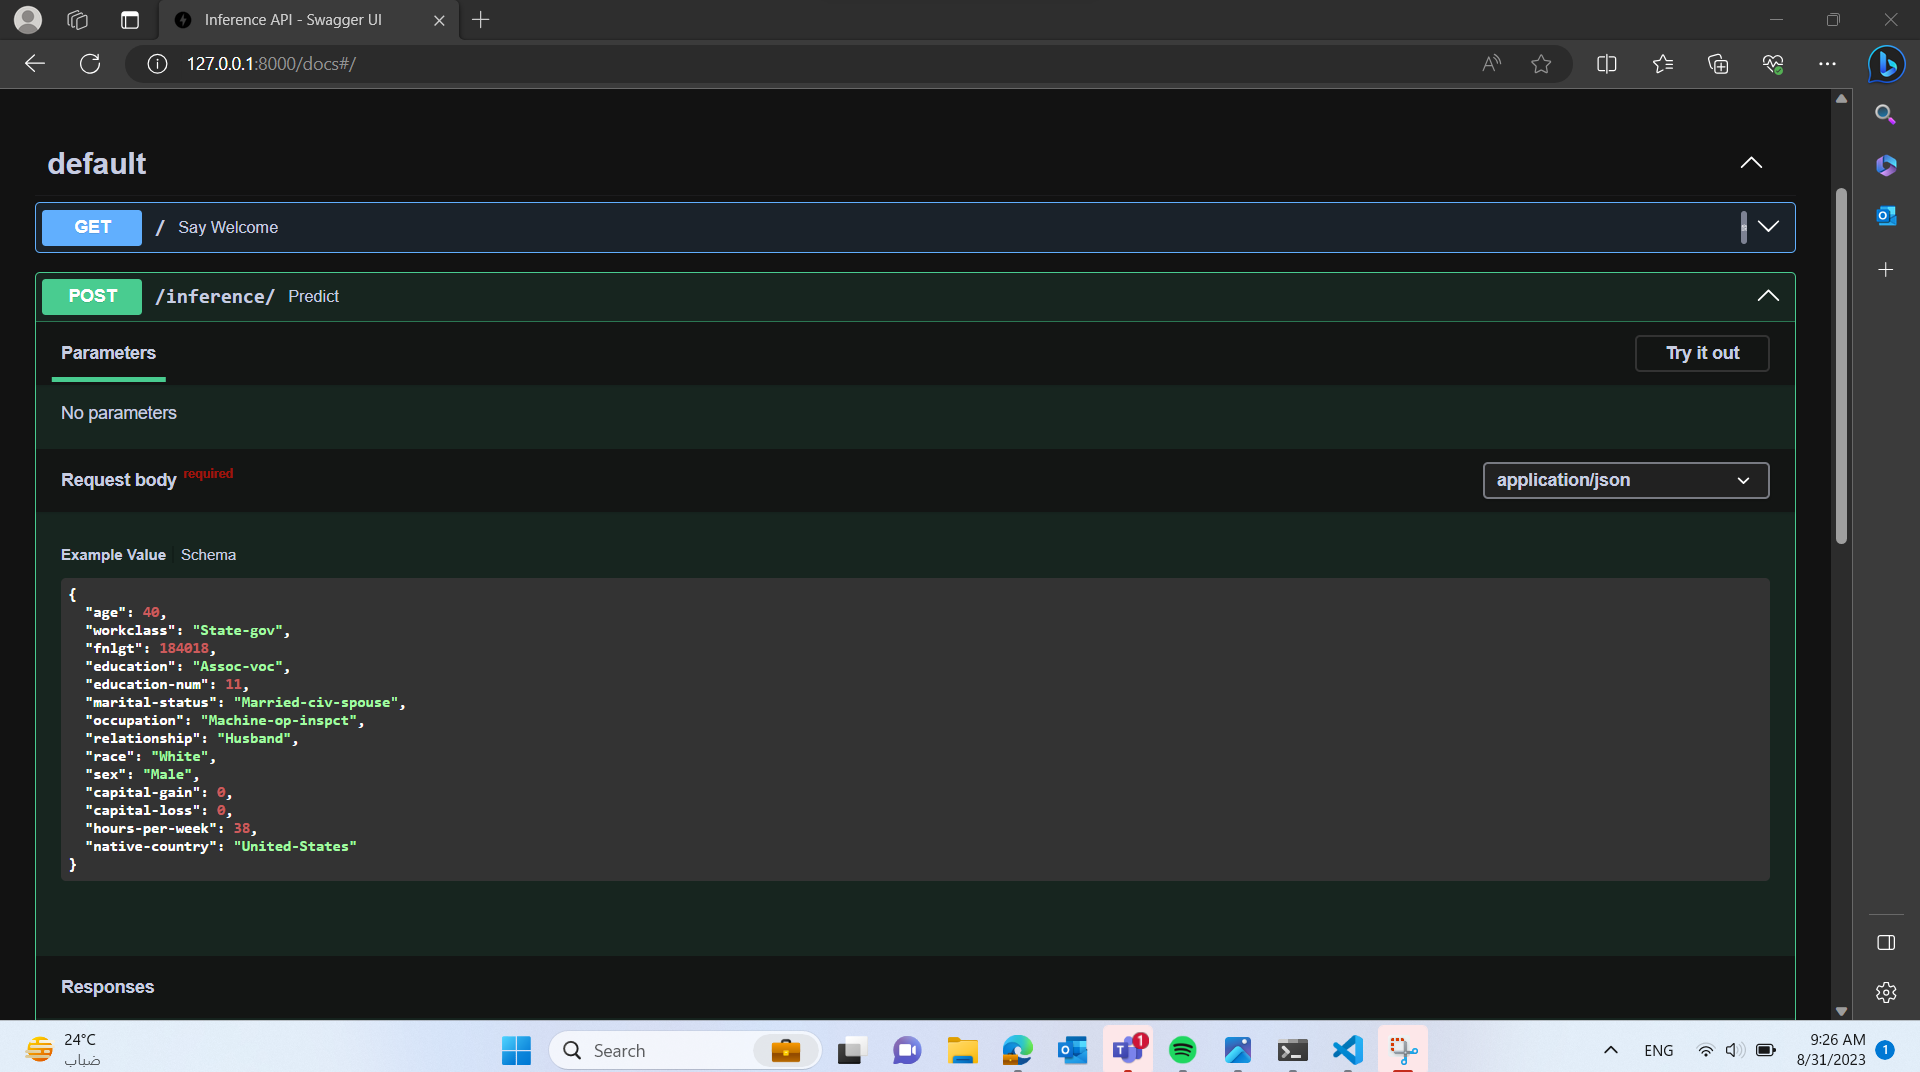 Inference API - Swagger UI
127.0.0.1:8000/docs#/
default
GET / Say Welcome
POST /inference/ Predict
Parameters
Try it out
No parameters
Request body required
application/json
Example Value Schema
{
"age": 40,
"workclass": "State-gov",
"fnlgt": 184018,
"education": "Assoc-voc",
"education-num": 11,
"marital-status": "Married-civ-spouse",
"occupation": "Machine-op-inspct",
"relationship": "Husband",
"race": "White",
"sex": "Male",
"capital-gain": 0,
"capital-loss": 0,
"hours-per-week": 38,
"native-country": "United-States"
}
Responses
24°C
ضباب
Search
1
ENG
9:26 AM
8/31/2023
1